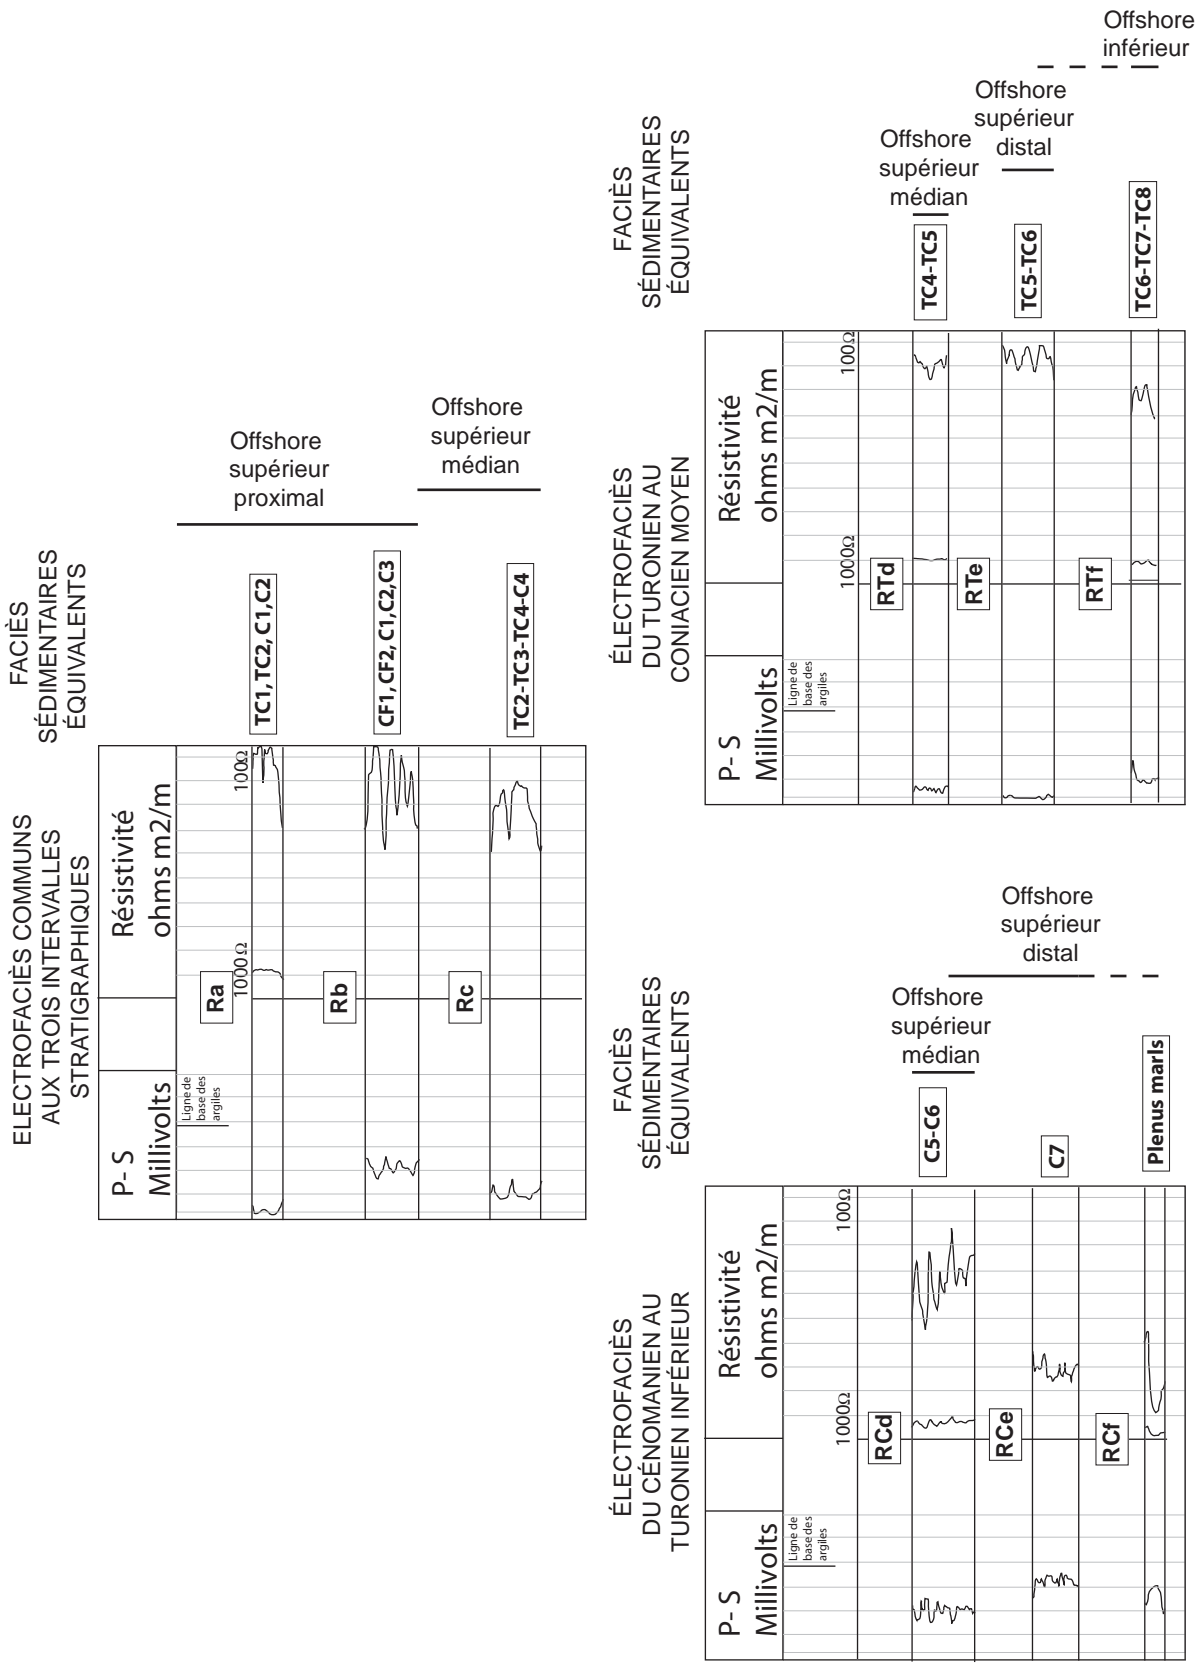 ELECTROFACIÈS COMMUNS
AUX TROIS INTERVALLES
STRATIGRAPHIQUES
FACIÈS
SÉDIMENTAIRES
ÉQUIVALENTS
P- S
Millivolts
Résistivité
ohms m2/m
Ligne de
base des
argiles
1000Ω
100Ω
Ra
TC1, TC2, C1,C2
Offshore
supérieur
proximal
Rb
CF1, CF2, C1,C2,C3
Rc
TC2-TC3-TC4-C4
Offshore
supérieur
médian
ÉLECTROFACIÈS
DU TURONIEN AU
CONIACIEN MOYEN
FACIÈS
SÉDIMENTAIRES
ÉQUIVALENTS
P- S
Millivolts
Résistivité
ohms m2/m
Ligne de
base des
argiles
1000Ω
100Ω
RTd
TC4-TC5
Offshore
supérieur
médian
RTe
TC5-TC6
Offshore
supérieur
distal
RTf
TC6-TC7-TC8
Offshore
inférieur
ÉLECTROFACIÈS
DU CÉNOMANIEN AU
TURONIEN INFÉRIEUR
FACIÈS
SÉDIMENTAIRES
ÉQUIVALENTS
P- S
Millivolts
Résistivité
ohms m2/m
Ligne de
base des
argiles
1000Ω
100Ω
RCd
C5-C6
Offshore
supérieur
médian
RCe
C7
Offshore
supérieur
distal
RCf
Plenus marls